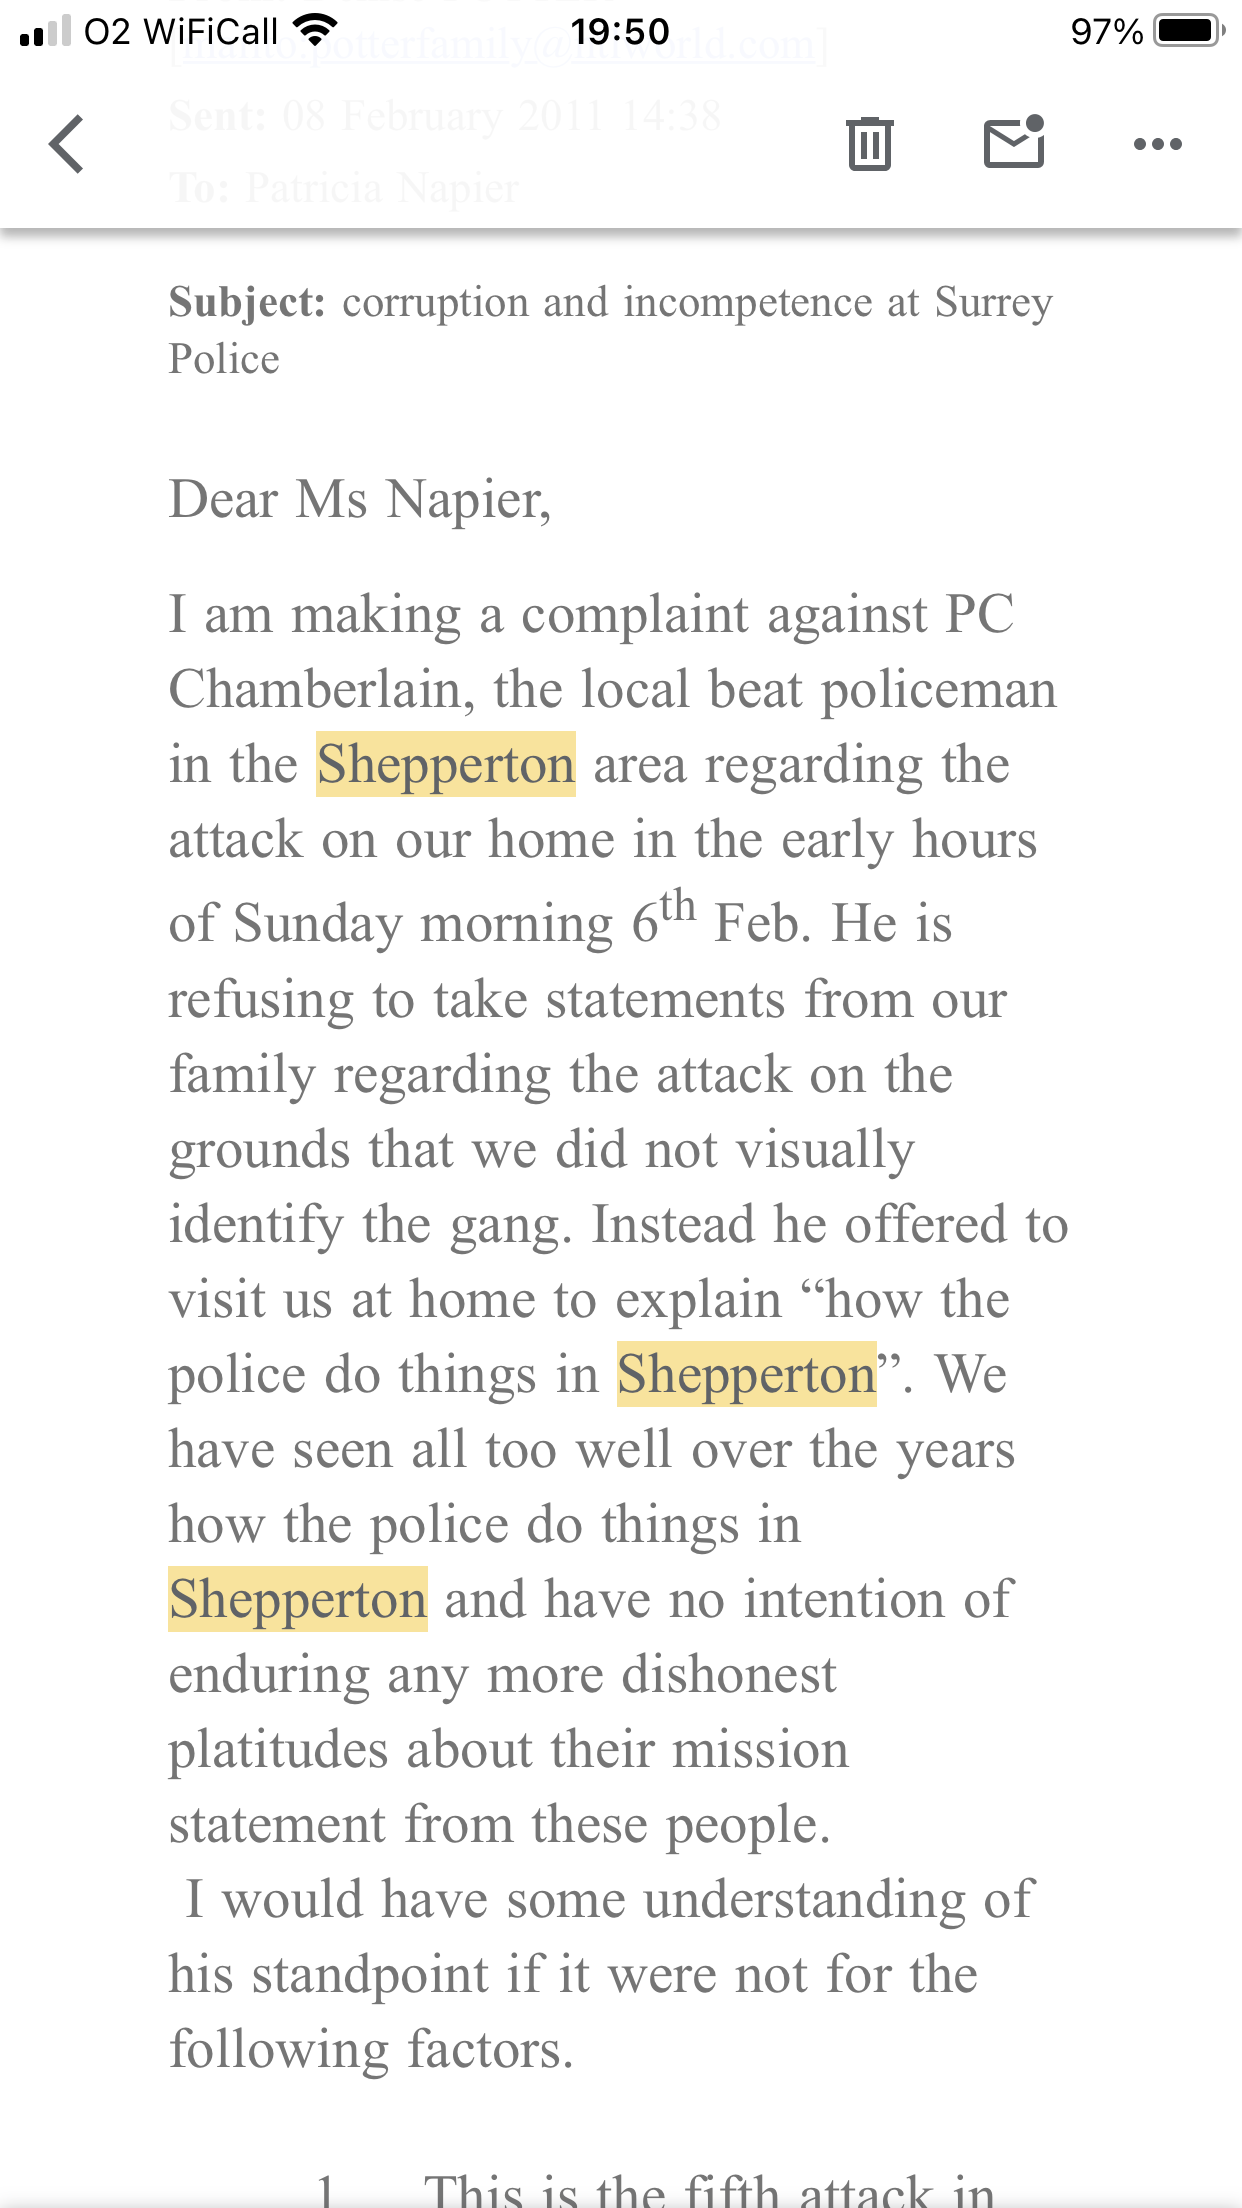 O2 WiFiCall 19:50 97%
[mailto:potterfamily@ntlworld.com]
Sent: 08 February 2011 14:38
To: Patricia Napier
Subject: corruption and incompetence at Surrey
Police
Dear Ms Napier,
I am making a complaint against PC
Chamberlain, the local beat policeman
in the Shepperton area regarding the
attack on our home in the early hours
of Sunday morning 6th Feb. He is
refusing to take statements from our
family regarding the attack on the
grounds that we did not visually
identify the gang. Instead he offered to
visit us at home to explain “how the
police do things in Shepperton”. We
have seen all too well over the years
how the police do things in
Shepperton and have no intention of
enduring any more dishonest
platitudes about their mission
statement from these people.
I would have some understanding of
his standpoint if it were not for the
following factors.
1. This is the fifth attack in